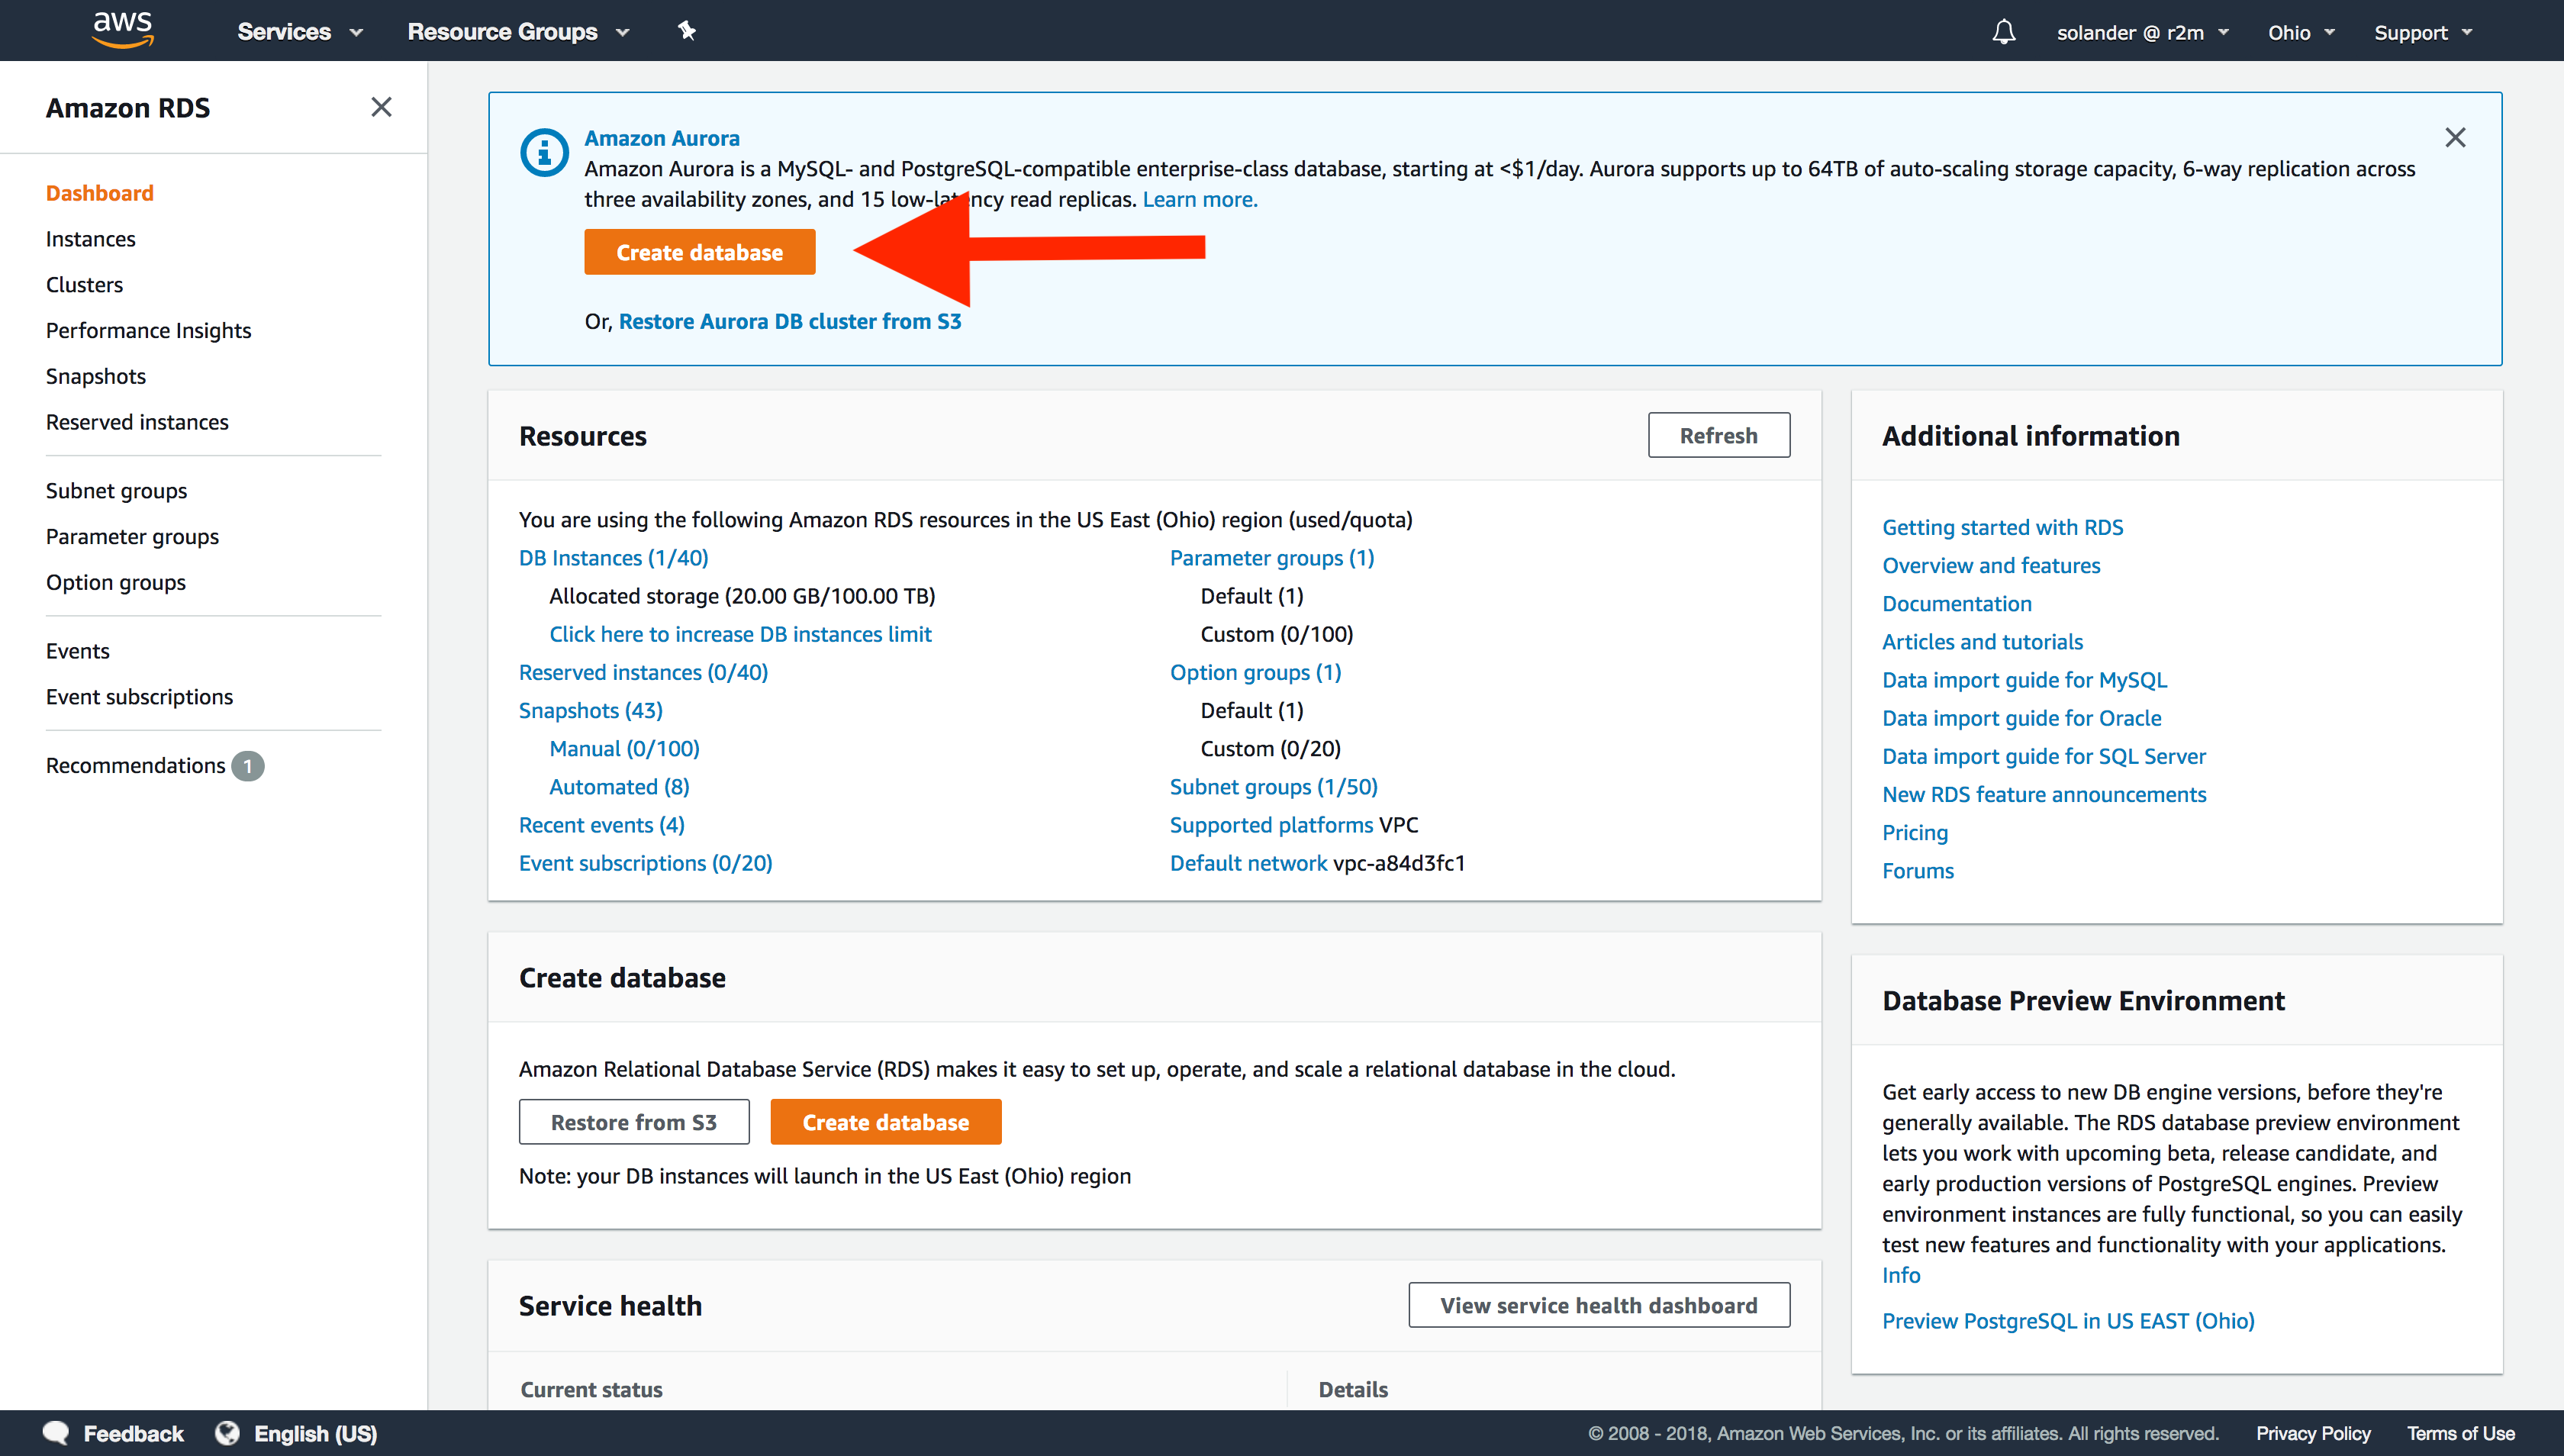 aws
Services
Resource Groups
solander @ r2m
Ohio
Support
Amazon RDS
Dashboard
Instances
Clusters
Performance Insights
Snapshots
Reserved instances
Subnet groups
Parameter groups
Option groups
Events
Event subscriptions
Recommendations 1
Amazon Aurora
Amazon Aurora is a MySQL- and PostgreSQL-compatible enterprise-class database, starting at <$1/day. Aurora supports up to 64TB of auto-scaling storage capacity, 6-way replication across
three availability zones, and 15 low-latency read replicas. Learn more.
Create database
Or, Restore Aurora DB cluster from S3
Resources
Refresh
You are using the following Amazon RDS resources in the US East (Ohio) region (used/quota)
DB Instances (1/40)
Allocated storage (20.00 GB/100.00 TB)
Click here to increase DB instances limit
Reserved instances (0/40)
Snapshots (43)
Manual (0/100)
Automated (8)
Recent events (4)
Event subscriptions (0/20)
Parameter groups (1)
Default (1)
Custom (0/100)
Option groups (1)
Default (1)
Custom (0/20)
Subnet groups (1/50)
Supported platforms VPC
Default network vpc-a84d3fc1
Create database
Amazon Relational Database Service (RDS) makes it easy to set up, operate, and scale a relational database in the cloud.
Restore from S3
Create database
Note: your DB instances will launch in the US East (Ohio) region
Service health
View service health dashboard
Current status
Details
Additional information
Getting started with RDS
Overview and features
Documentation
Articles and tutorials
Data import guide for MySQL
Data import guide for Oracle
Data import guide for SQL Server
New RDS feature announcements
Pricing
Forums
Database Preview Environment
Get early access to new DB engine versions, before they're
generally available. The RDS database preview environment
lets you work with upcoming beta, release candidate, and
early production versions of PostgreSQL engines. Preview
environment instances are fully functional, so you can easily
test new features and functionality with your applications.
Info
Preview PostgreSQL in US EAST (Ohio)
Feedback
English (US)
© 2008 - 2018, Amazon Web Services, Inc. or its affiliates. All rights reserved.
Privacy Policy
Terms of Use